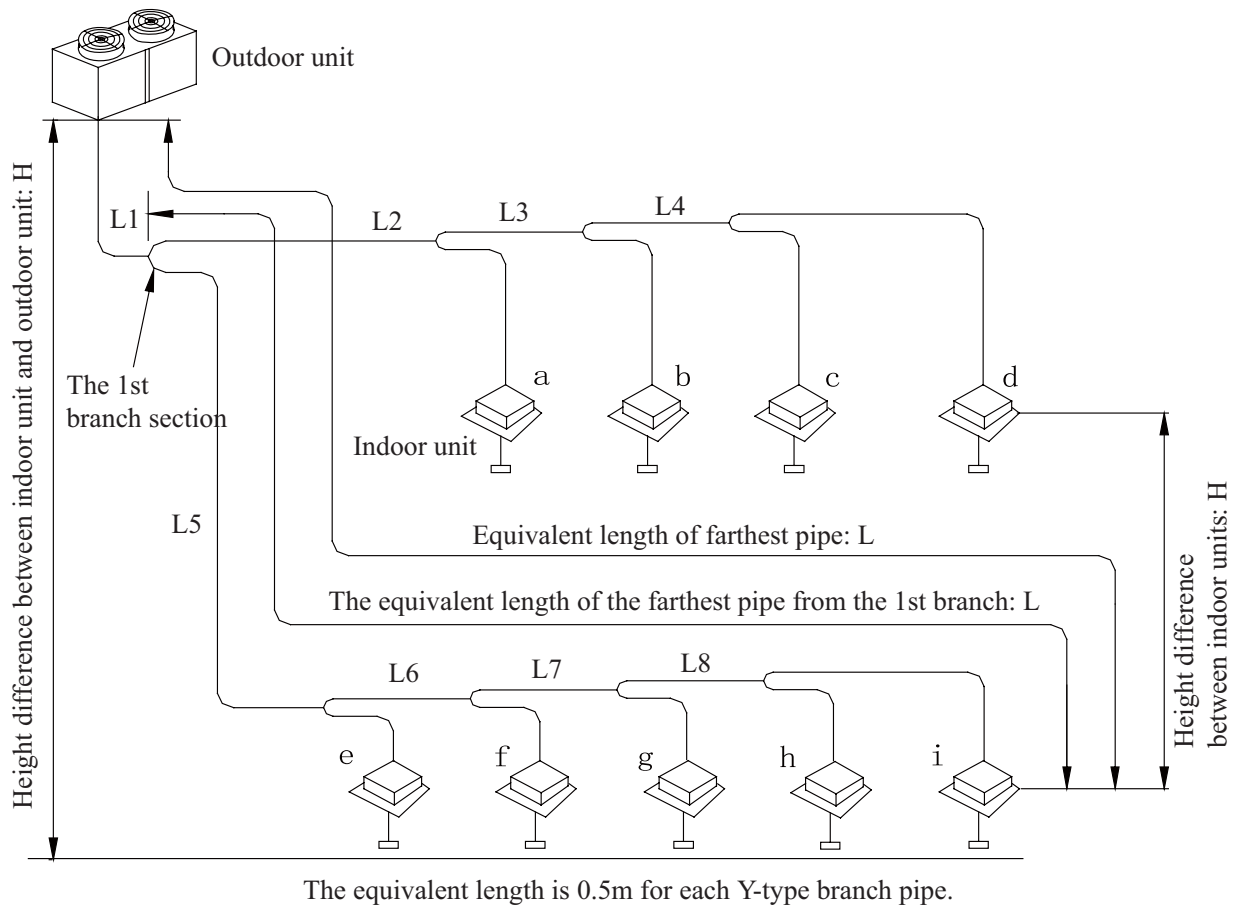 Outdoor unit
Height difference between indoor unit and outdoor unit: H
L1
L2
L3
L4
The 1st
branch section
a
b
c
d
Indoor unit
L5
Equivalent length of farthest pipe: L
The equivalent length of the farthest pipe from the 1st branch: L
Height difference
between indoor units: H
L6
L7
L8
e
f
g
h
i
The equivalent length is 0.5m for each Y-type branch pipe.